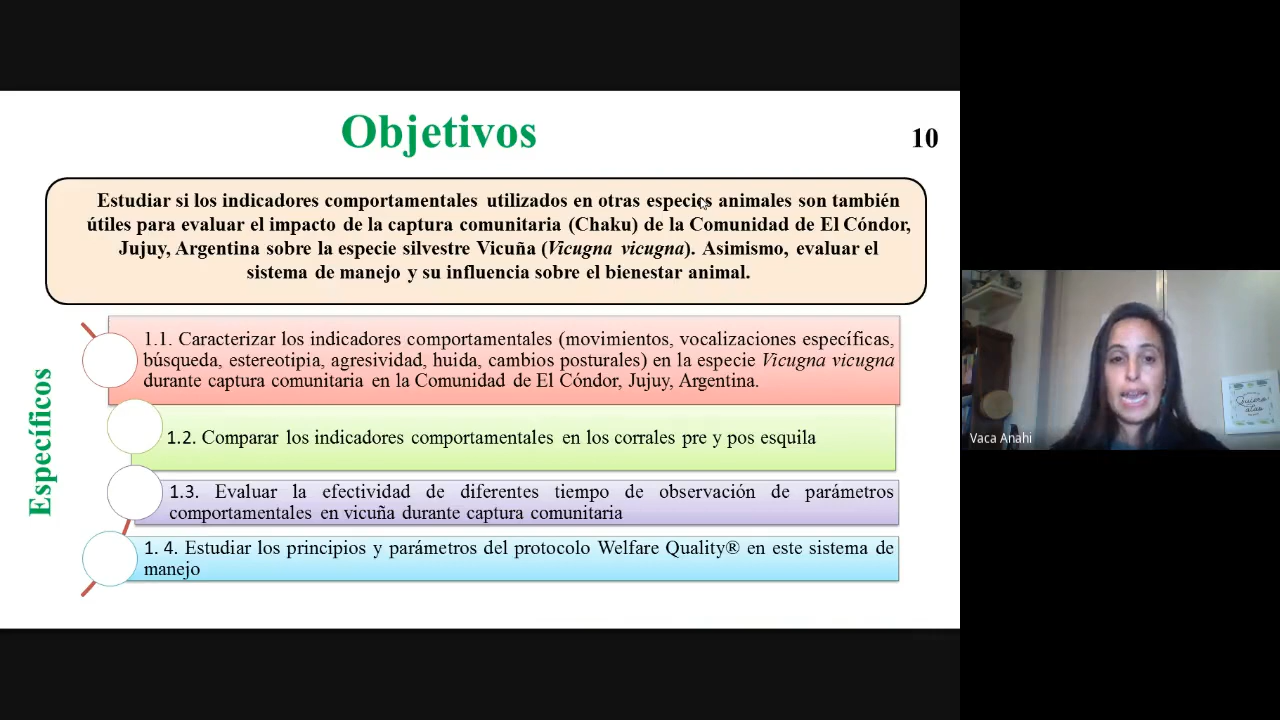 Objetivos
10
Estudiar si los indicadores comportamentales utilizados en otras especies animales son también
útiles para evaluar el impacto de la captura comunitaria (Chaku) de la Comunidad de El Cóndor,
Jujuy, Argentina sobre la especie silvestre Vicuña (Vicugna vicugna). Asimismo, evaluar el
sistema de manejo y su influencia sobre el bienestar animal.
Específicos
1.1. Caracterizar los indicadores comportamentales (movimientos, vocalizaciones específicas,
búsqueda, estereotipia, agresividad, huida, cambios posturales) en la especie Vicugna vicugna
durante captura comunitaria en la Comunidad de El Cóndor, Jujuy, Argentina.
1.2. Comparar los indicadores comportamentales en los corrales pre y pos esquila
1.3. Evaluar la efectividad de diferentes tiempo de observación de parámetros
comportamentales en vicuña durante captura comunitaria
1. 4. Estudiar los principios y parámetros del protocolo Welfare Quality® en este sistema de
manejo
Vaca Anahi